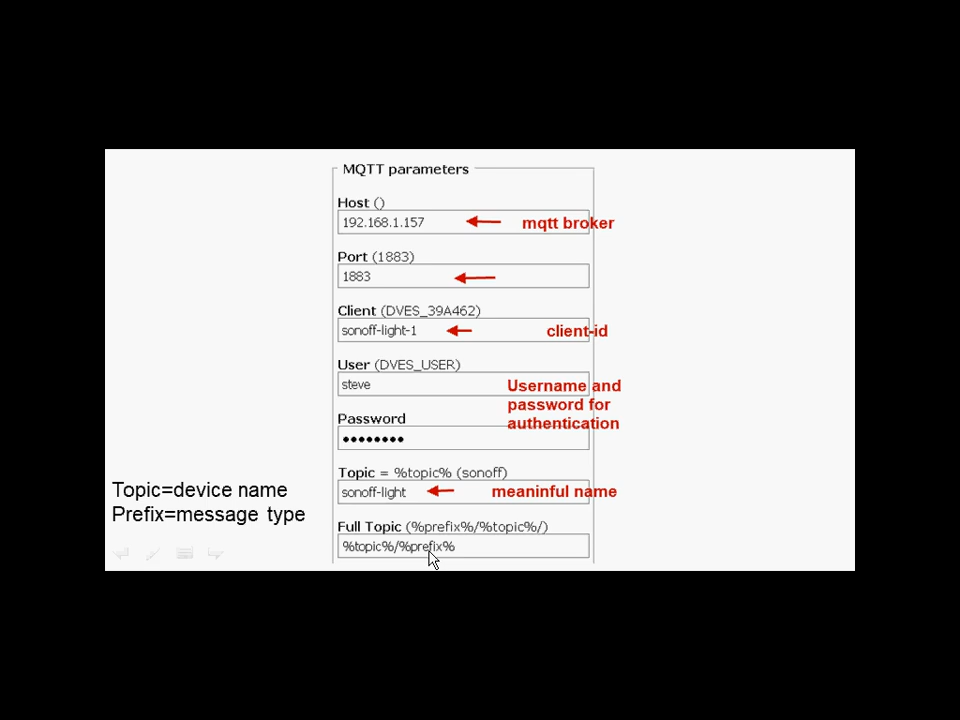 MQTT parameters
Host ()
192.168.1.157
mqtt broker
Port (1883)
1883
Client (DVES_39A462)
sonoff-light-1
client-id
User (DVES_USER)
steve
Username and
password for
authentication
Password
••••••••
Topic = %topic% (sonoff)
sonoff-light
meaninful name
Topic=device name
Prefix=message type
Full Topic (%prefix%/%topic%/)
%topic%/%prefix%